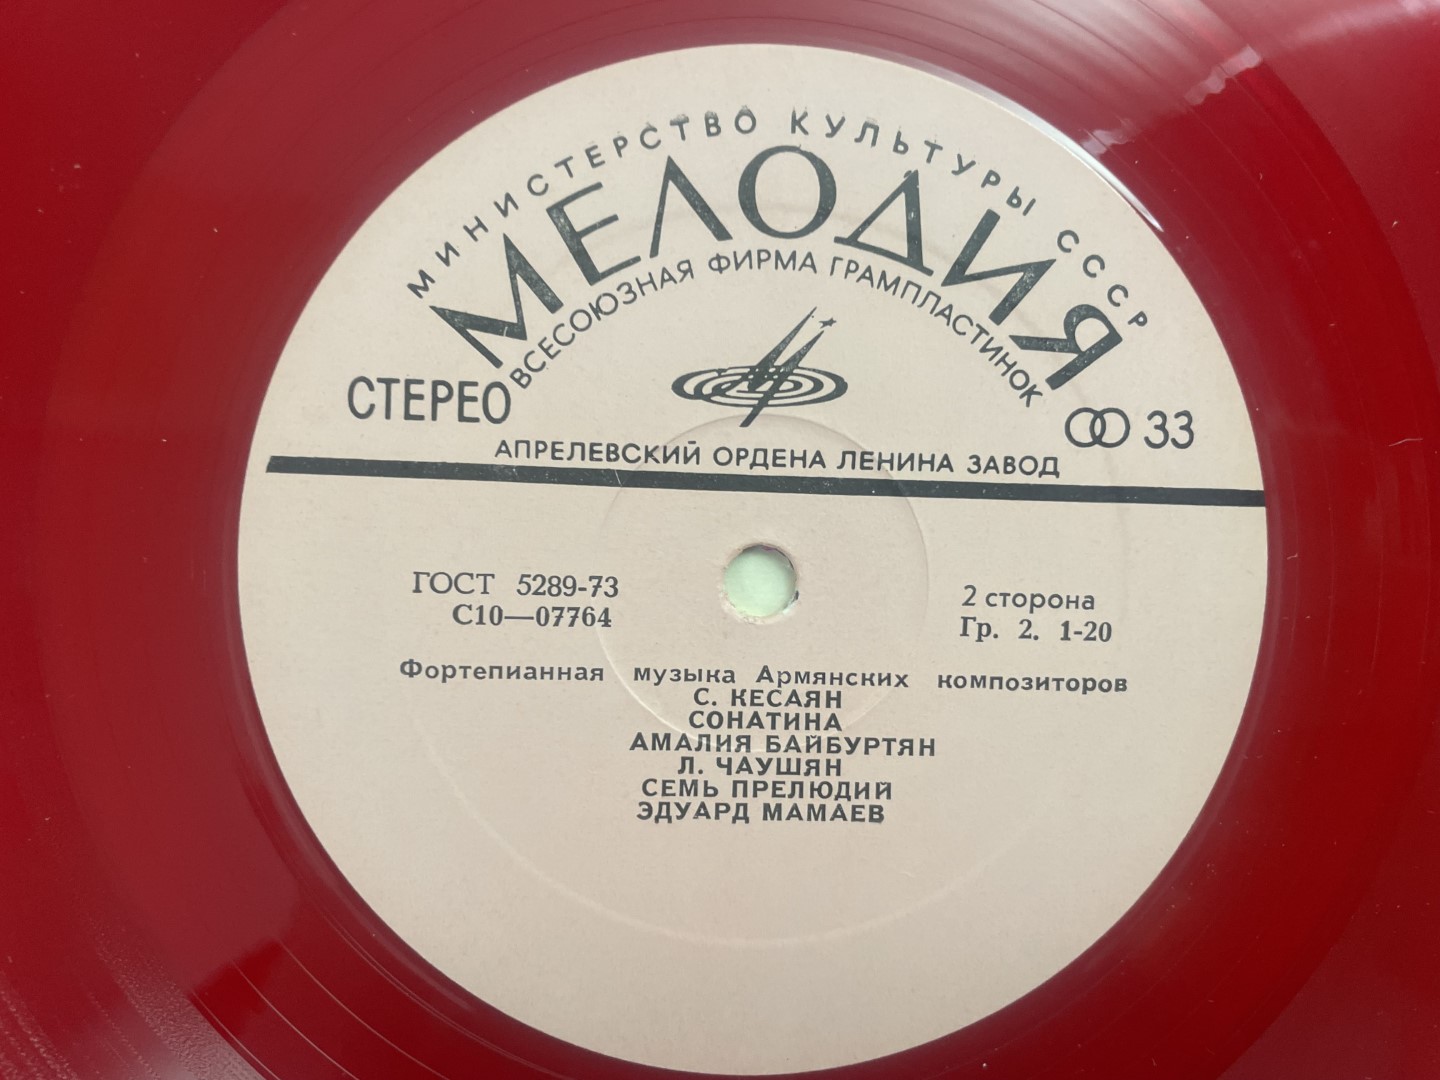 МИНИСТЕРСТВО КУЛЬТУРЫ СССР
МЕЛОДИЯ
ВСЕСОЮЗНАЯ ФИРМА ГРАМПЛАСТИНОК
СТЕРЕО
33
АПРЕЛЕВСКИЙ ОРДЕНА ЛЕНИНА ЗАВОД
ГОСТ 5289-73
2 сторона
С10—07764
Гр. 2. 1-20
Фортепианная музыка Армянских композиторов
С. КЕСАЯН
СОНАТИНА
АМАЛИЯ БАЙБУРТЯН
Л. ЧАУШЯН
СЕМЬ ПРЕЛЮДИЙ
ЭДУАРД МАМАЕВ